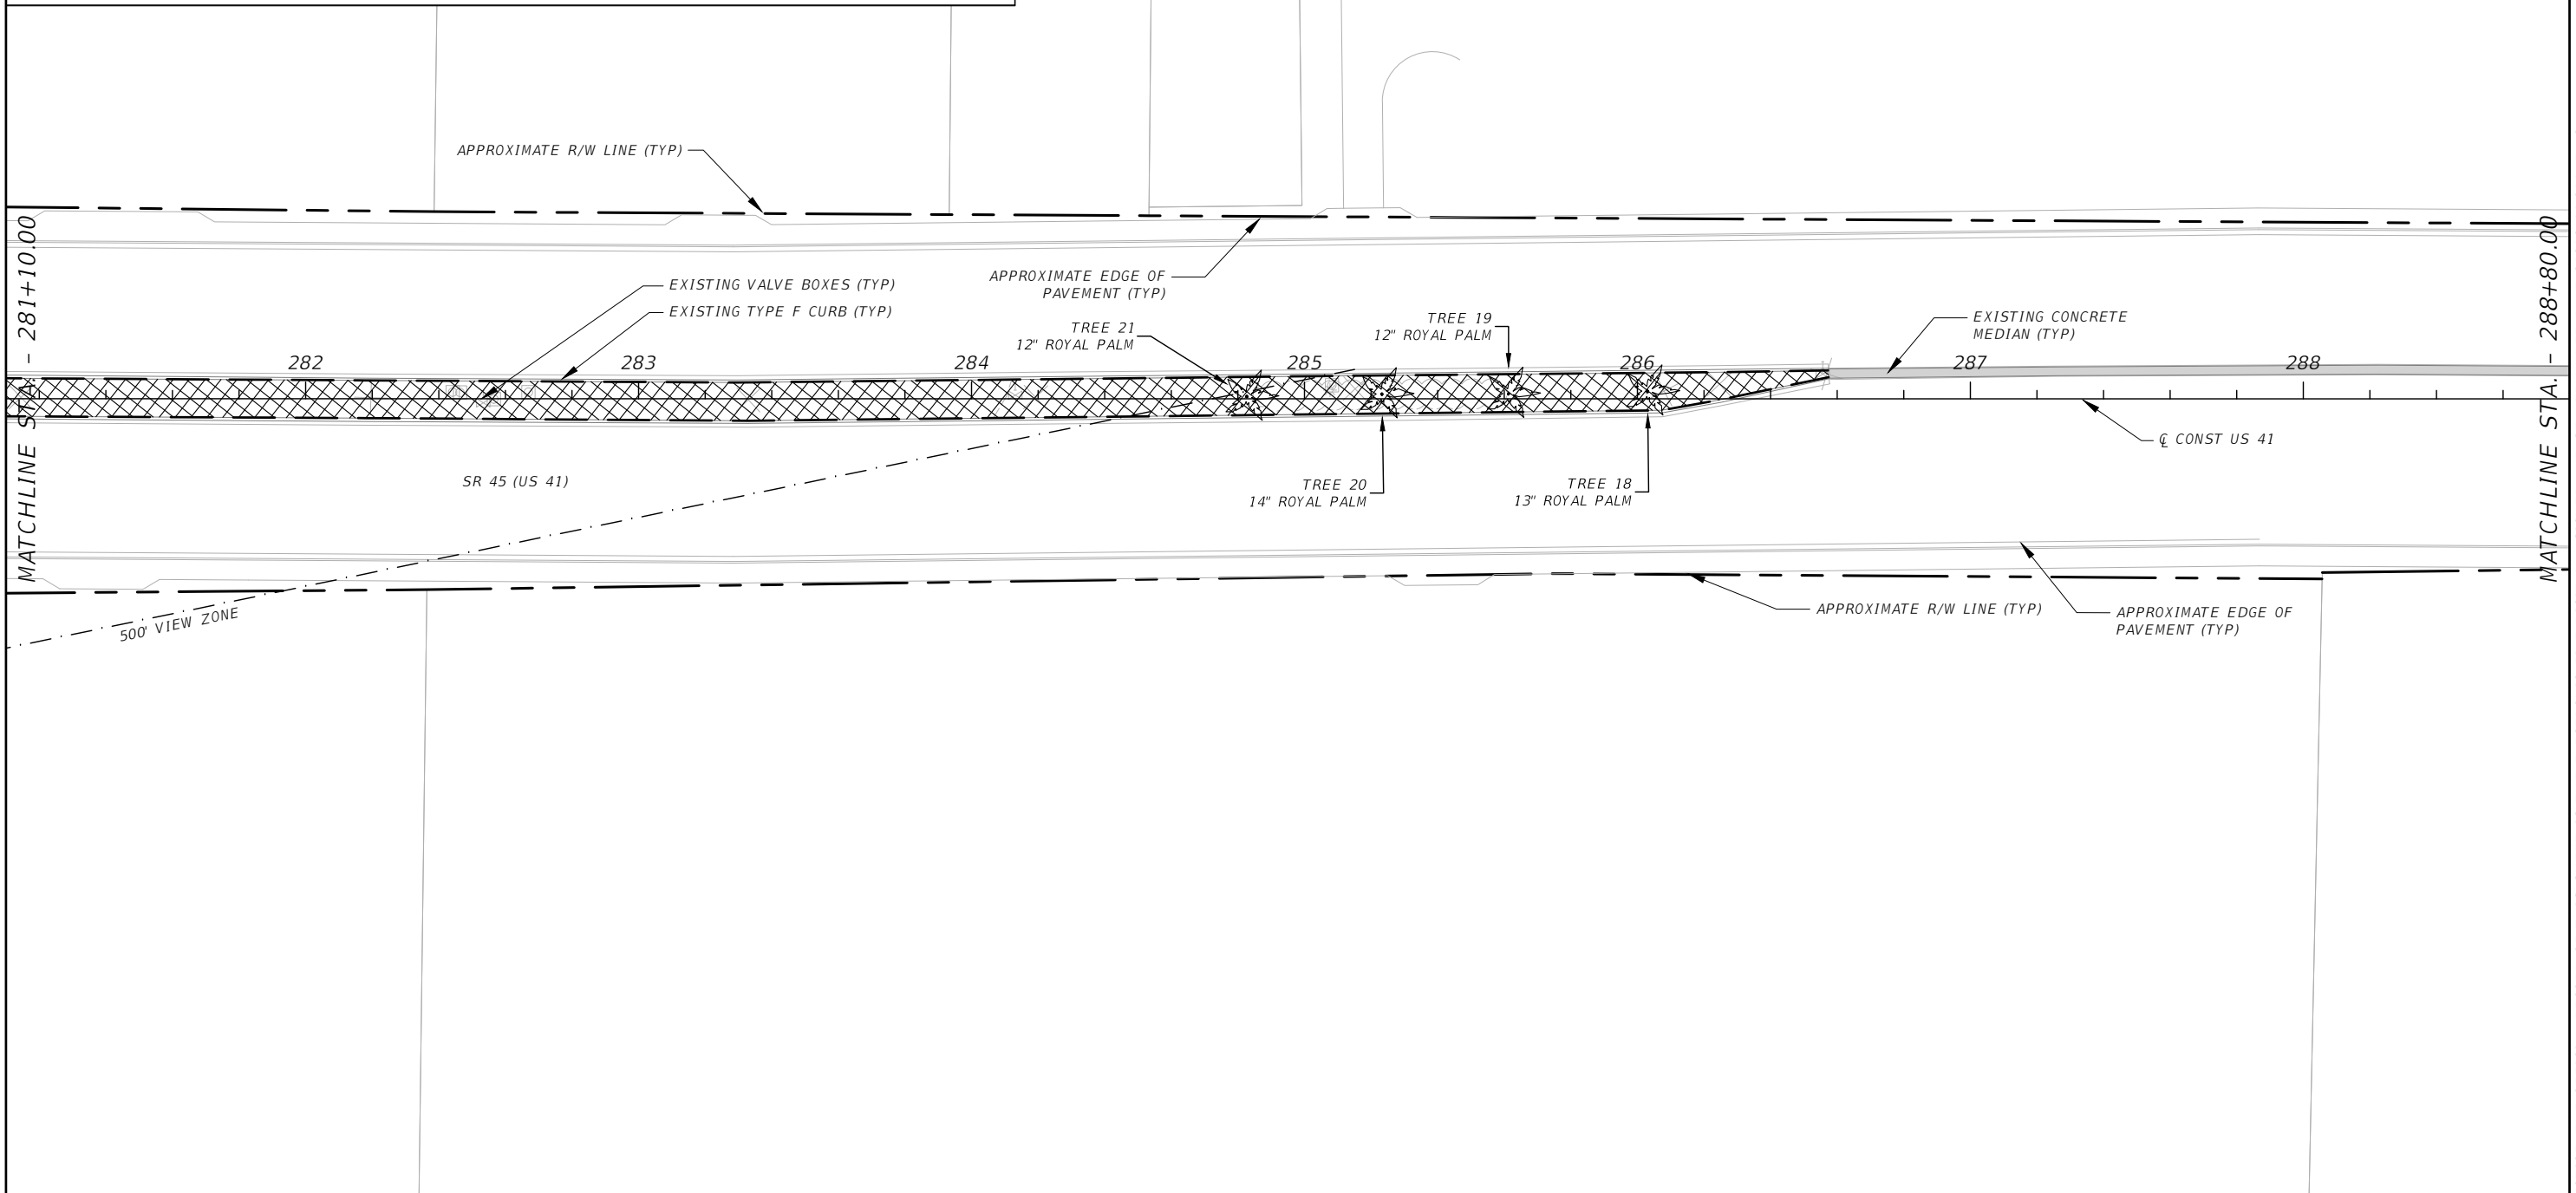 APPROXIMATE R/W LINE (TYP)
MATCHLINE STA. - 281+10.00
MATCHLINE STA. - 288+80.00
APPROXIMATE EDGE OF
PAVEMENT (TYP)
EXISTING VALVE BOXES (TYP)
EXISTING TYPE F CURB (TYP)
TREE 21
12" ROYAL PALM
TREE 19
12" ROYAL PALM
EXISTING CONCRETE
MEDIAN (TYP)
282
283
284
285
286
287
288
℄ CONST US 41
SR 45 (US 41)
TREE 20
14" ROYAL PALM
TREE 18
13" ROYAL PALM
500' VIEW ZONE
APPROXIMATE R/W LINE (TYP)
APPROXIMATE EDGE OF
PAVEMENT (TYP)